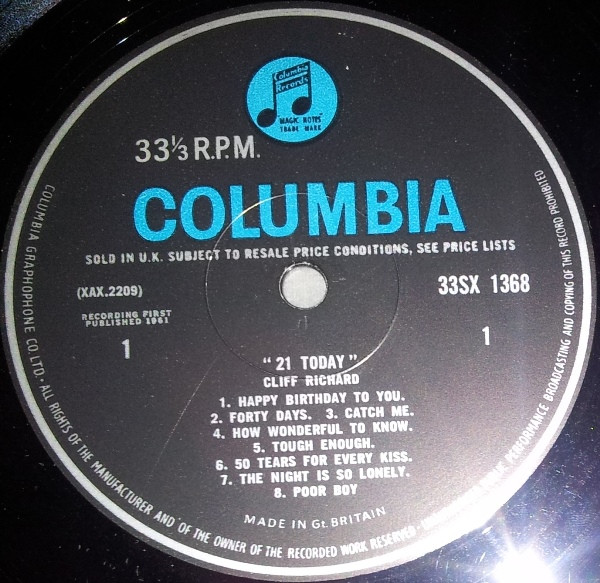 Columbia
Records
MAGIC NOTES
TRADE MARK
33⅓ R.P.M.
COLUMBIA
SOLD IN U.K. SUBJECT TO RESALE PRICE CONDITIONS, SEE PRICE LISTS
(XAX.2209)
33SX 1368
RECORDING FIRST
PUBLISHED 1961
1
1
"21 TODAY"
CLIFF RICHARD
1. HAPPY BIRTHDAY TO YOU.
2. FORTY DAYS. 3. CATCH ME.
4. HOW WONDERFUL TO KNOW.
5. TOUGH ENOUGH.
6. 50 TEARS FOR EVERY KISS.
7. THE NIGHT IS SO LONELY.
8. POOR BOY
MADE IN Gt. BRITAIN
COLUMBIA GRAPHOPHONE CO. LTD. · ALL RIGHTS OF THE MANUFACTURER AND OF THE OWNER OF THE RECORDED WORK RESERVED · PERFORMANCE BROADCASTING AND COPYING OF THIS RECORD PROHIBITED